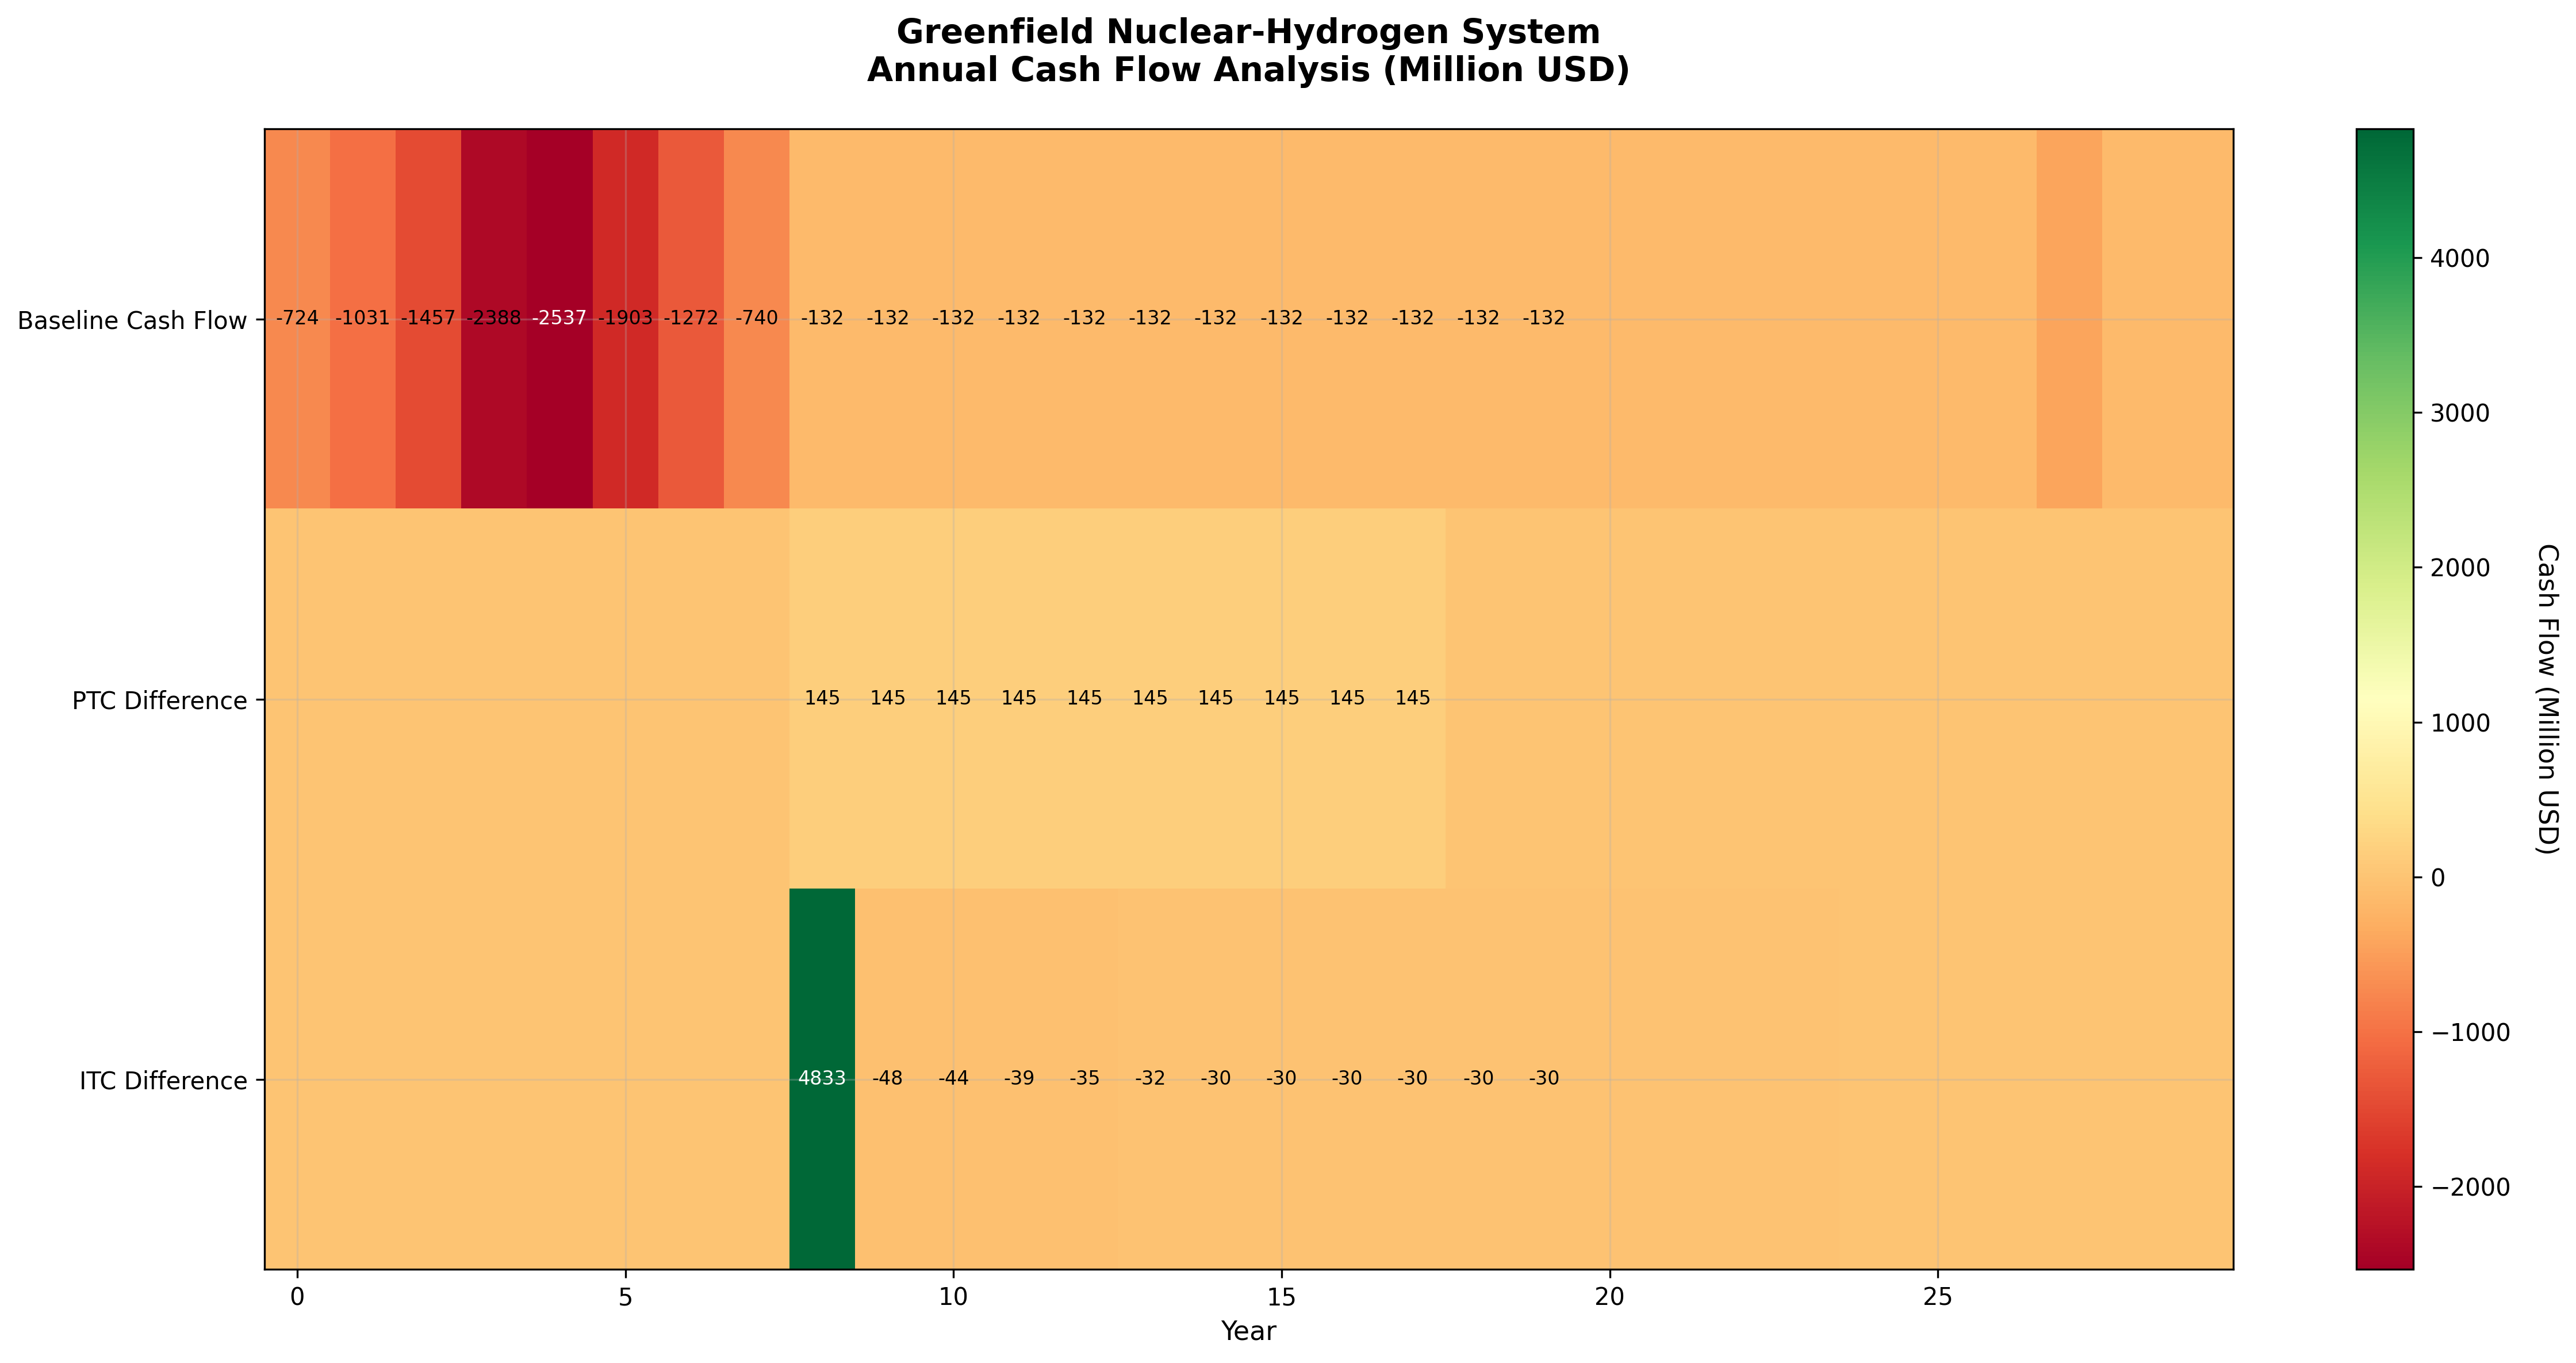 Greenfield Nuclear-Hydrogen System
Annual Cash Flow Analysis (Million USD)
Baseline Cash Flow
-724 -1031 -1457 -2388 -2537 -1903 -1272 -740 -132 -132 -132 -132 -132 -132 -132 -132 -132 -132 -132 -132
PTC Difference
145 145 145 145 145 145 145 145 145 145
ITC Difference
4833 -48 -44 -39 -35 -32 -30 -30 -30 -30 -30 -30
0 5 10 15 20 25
Year
4000
3000
2000
1000
0
−1000
−2000
Cash Flow (Million USD)